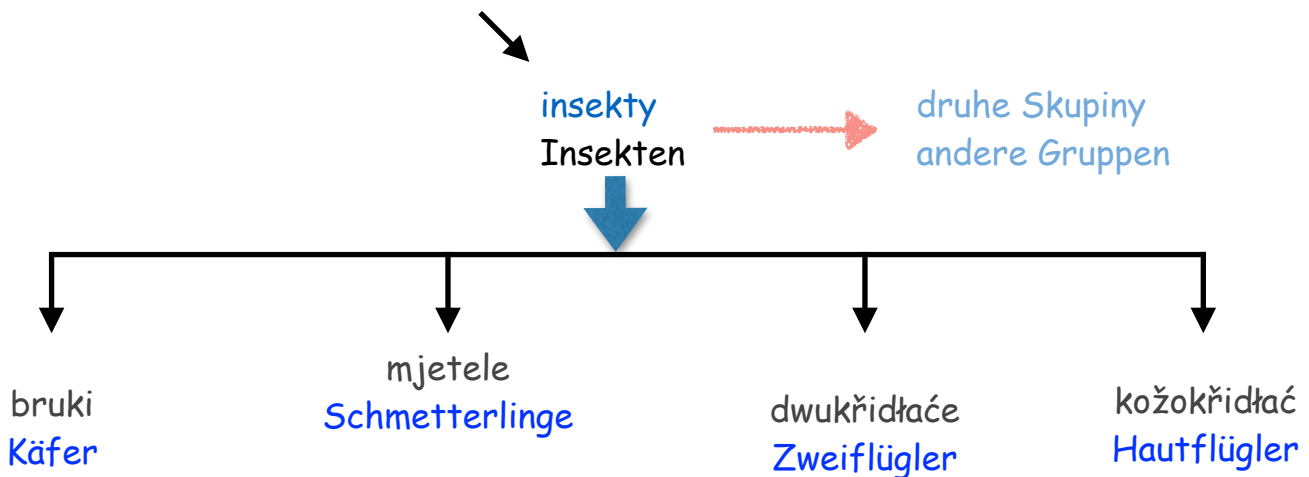 insekty
Insekten
druhe Skupiny
andere Gruppen
bruki
Käfer
mjetele
Schmetterlinge
dwukřidłaće
Zweiflügler
kožokřidłać
Hautflügler